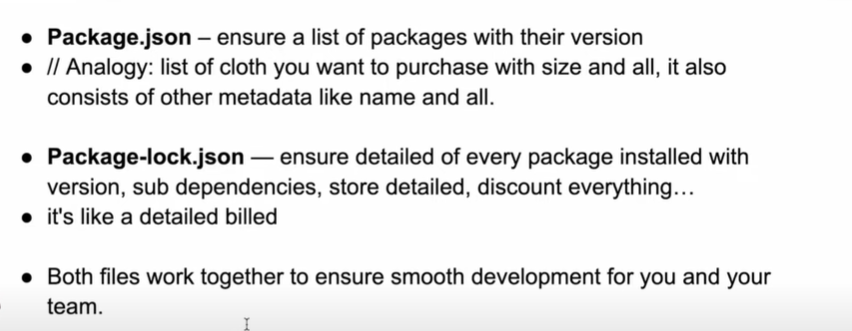 ● Package.json – ensure a list of packages with their version
● // Analogy: list of cloth you want to purchase with size and all, it also
consists of other metadata like name and all.
● Package-lock.json — ensure detailed of every package installed with
version, sub dependencies, store detailed, discount everything…
● it's like a detailed billed
● Both files work together to ensure smooth development for you and your
team.